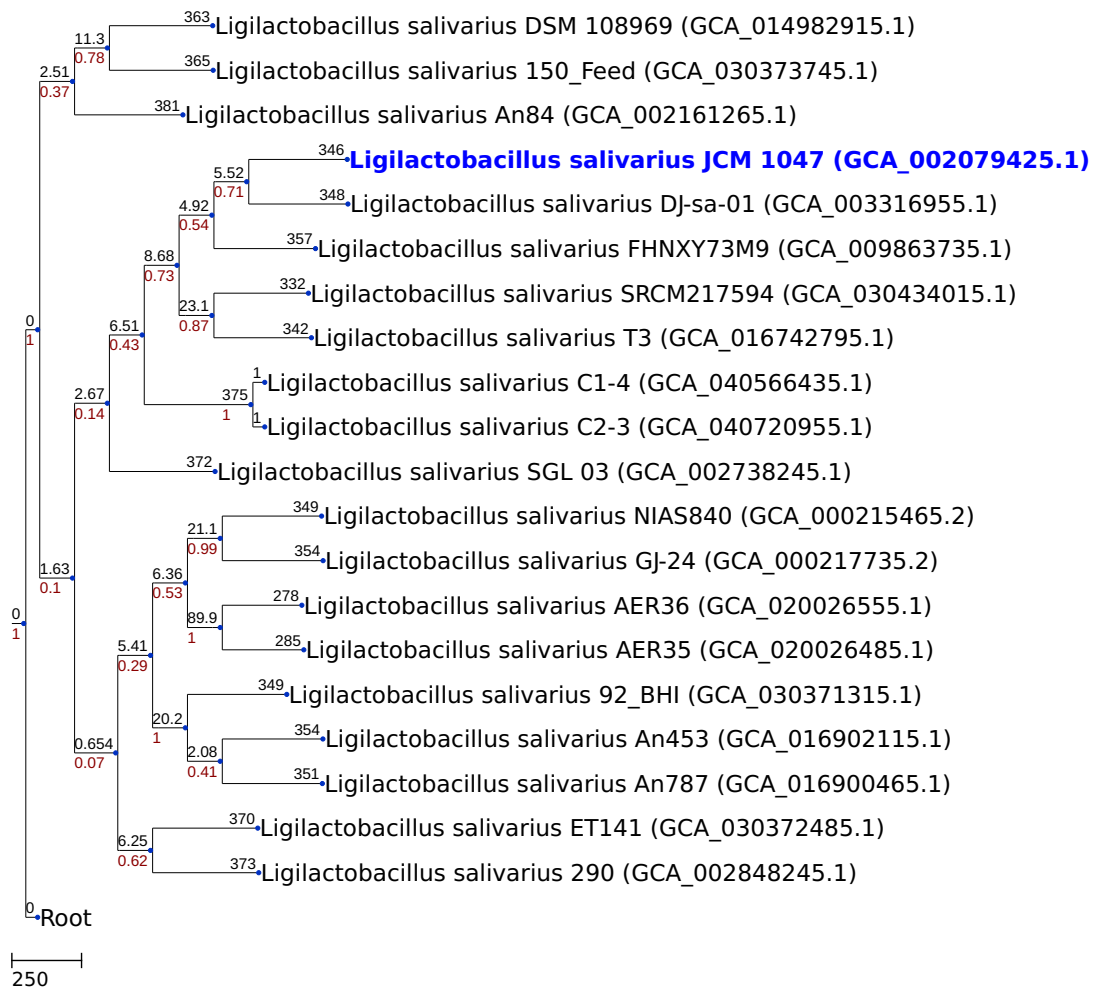 363 Ligilactobacillus salivarius DSM 108969 (GCA_014982915.1)
11.3
0.78
365 Ligilactobacillus salivarius 150_Feed (GCA_030373745.1)
2.51
0.37
381 Ligilactobacillus salivarius An84 (GCA_002161265.1)
346 Ligilactobacillus salivarius JCM 1047 (GCA_002079425.1)
5.52
0.71
348 Ligilactobacillus salivarius DJ-sa-01 (GCA_003316955.1)
4.92
0.54
357 Ligilactobacillus salivarius FHNXY73M9 (GCA_009863735.1)
8.68
0.73
332 Ligilactobacillus salivarius SRCM217594 (GCA_030434015.1)
23.1
0.87
0
1
6.51
0.43
342 Ligilactobacillus salivarius T3 (GCA_016742795.1)
1 Ligilactobacillus salivarius C1-4 (GCA_040566435.1)
2.67
0.14
375
1
1 Ligilactobacillus salivarius C2-3 (GCA_040720955.1)
372 Ligilactobacillus salivarius SGL 03 (GCA_002738245.1)
349 Ligilactobacillus salivarius NIAS840 (GCA_000215465.2)
21.1
0.99
354 Ligilactobacillus salivarius GJ-24 (GCA_000217735.2)
1.63
0.1
6.36
0.53
278 Ligilactobacillus salivarius AER36 (GCA_020026555.1)
0
1
89.9
1
285 Ligilactobacillus salivarius AER35 (GCA_020026485.1)
5.41
0.29
349 Ligilactobacillus salivarius 92_BHI (GCA_030371315.1)
20.2
1
354 Ligilactobacillus salivarius An453 (GCA_016902115.1)
0.654
0.07
2.08
0.41
351 Ligilactobacillus salivarius An787 (GCA_016900465.1)
370 Ligilactobacillus salivarius ET141 (GCA_030372485.1)
6.25
0.62
373 Ligilactobacillus salivarius 290 (GCA_002848245.1)
0 Root
250